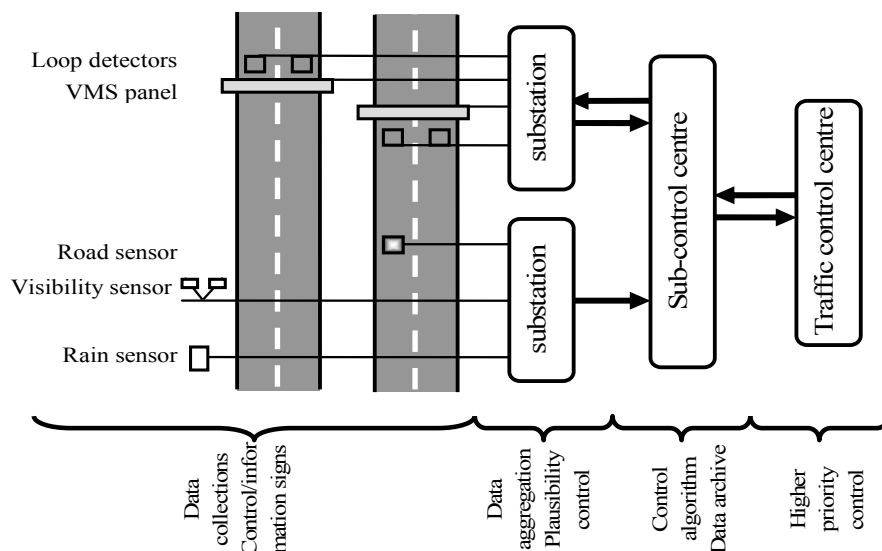 Loop detectors
VMS panel
substation
Sub-control centre
Traffic control centre
Road sensor
Visibility sensor
substation
Rain sensor
Data
collections
Control/infor
mation signs
Data
aggregation
Plausibility
control
Control
algorithm
Data archive
Higher
priority
control